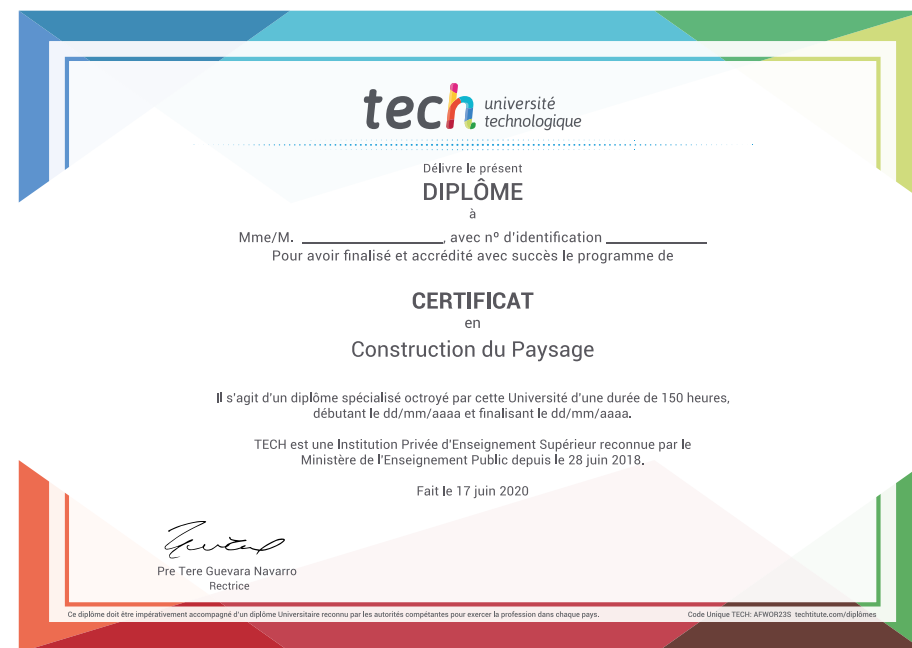 tech université
technologique
Délivre le présent
DIPLÔME
à
Mme/M. ____________, avec nº d'identification ____________
Pour avoir finalisé et accrédité avec succès le programme de
CERTIFICAT
en
Construction du Paysage
Il s'agit d'un diplôme spécialisé octroyé par cette Université d'une durée de 150 heures,
débutant le dd/mm/aaaa et finalisant le dd/mm/aaaa.
TECH est une Institution Privée d'Enseignement Supérieur reconnue par le
Ministère de l'Enseignement Public depuis le 28 juin 2018.
Fait le 17 juin 2020
Pre Tere Guevara Navarro
Rectrice
Ce diplôme doit être impérativement accompagné d'un diplôme Universitaire reconnu par les autorités compétentes pour exercer la profession dans chaque pays.
Code Unique TECH: AFWOR23S techtitute.com/diplômes